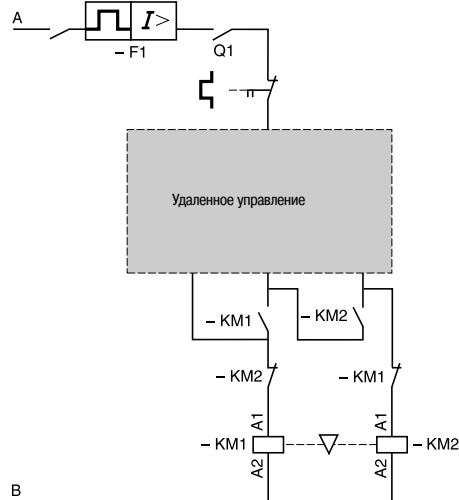 A
I>
– F1
Q1
Удаленное управление
– KM1
– KM2
– KM2
– KM1
A1
A1
– KM1
– KM2
A2
A2
B